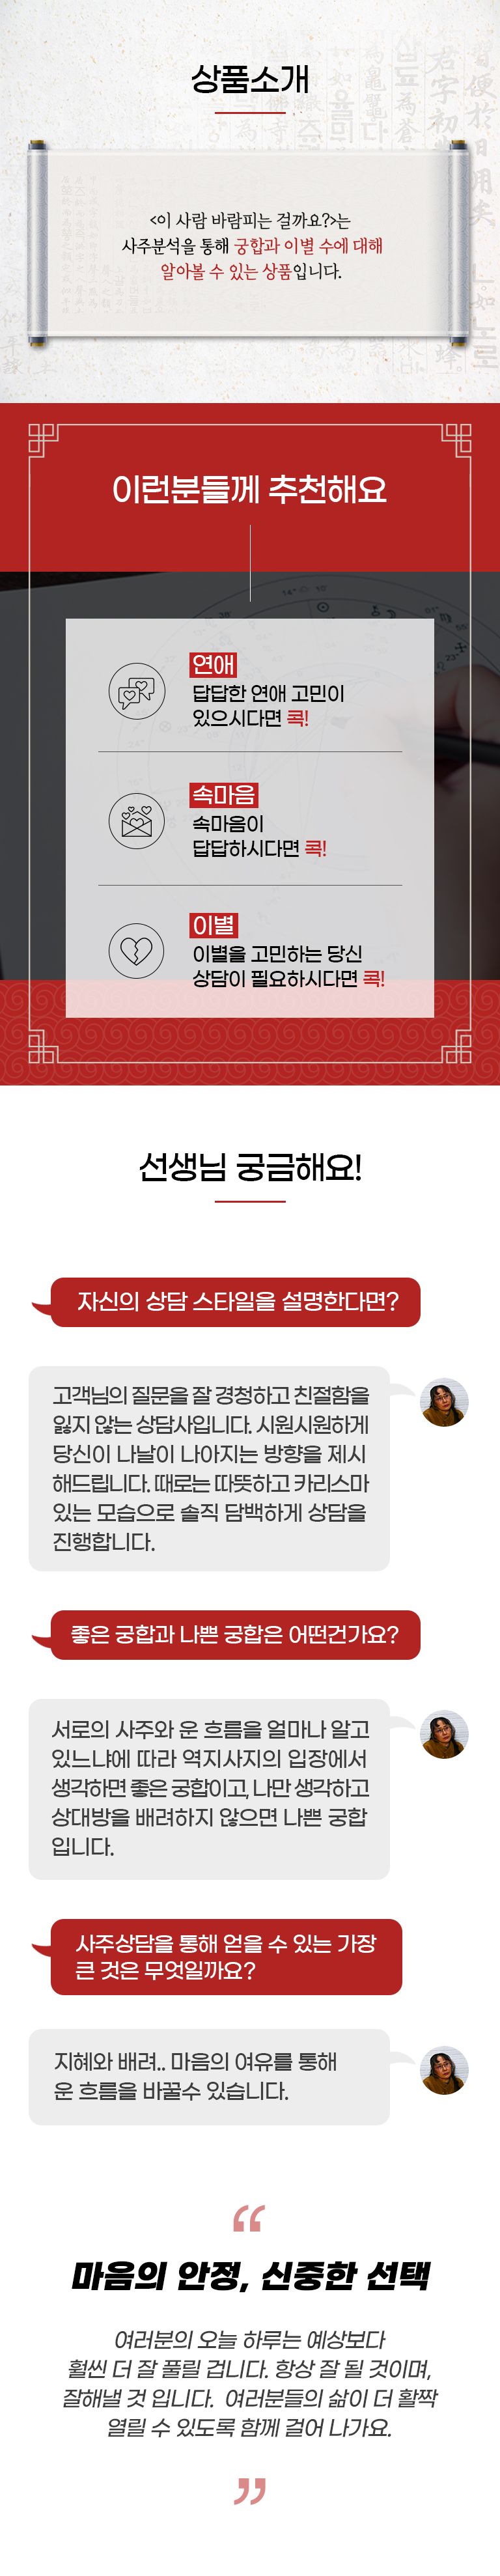 상품소개
<이 사람 바람피는 걸까요?>는
사주분석을 통해 궁합과 이별 수에 대해
알아볼 수 있는 상품입니다.
이런분들께 추천해요
연애
답답한 연애 고민이
있으시다면 콕!
속마음
속마음이
답답하시다면 콕!
이별
이별을 고민하는 당신
상담이 필요하시다면 콕!
선생님 궁금해요!
자신의 상담 스타일을 설명한다면?
고객님의 질문을 잘 경청하고 친절함을
잃지 않는 상담사입니다. 시원시원하게
당신이 나날이 나아지는 방향을 제시
해드립니다. 때로는 따뜻하고 카리스마
있는 모습으로 솔직 담백하게 상담을
진행합니다.
좋은 궁합과 나쁜 궁합은 어떤건가요?
서로의 사주와 운 흐름을 얼마나 알고
있느냐에 따라 역지사지의 입장에서
생각하면 좋은 궁합이고, 나만 생각하고
상대방을 배려하지 않으면 나쁜 궁합
입니다.
사주상담을 통해 얻을 수 있는 가장
큰 것은 무엇일까요?
지혜와 배려.. 마음의 여유를 통해
운 흐름을 바꿀수 있습니다.
“
마음의 안정, 신중한 선택
여러분의 오늘 하루는 예상보다
훨씬 더 잘 풀릴 겁니다. 항상 잘 될 것이며,
잘해낼 것 입니다. 여러분들의 삶이 더 활짝
열릴 수 있도록 함께 걸어 나가요.
”